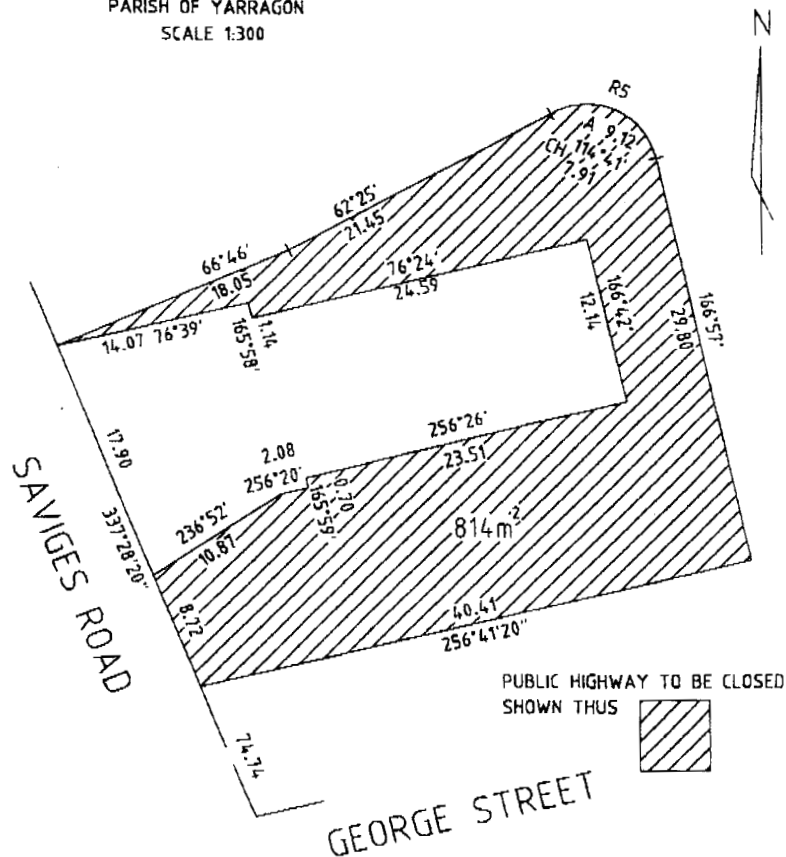 PARISH OF YARRAGON
SCALE 1:300
N
R5
A 9.12
CH 114°41'
7.91
62°25'
21.45
66°46'
18.05
76°24'
24.59
14.07 76°39'
1.14
165°58'
12.14
166°42'
29.80
166°57'
17.90
256°26'
23.51
2.08
256°20'
0.70
165°59'
236°52'
10.87
814m²
SAVIGES ROAD
337°28'20"
8.72
40.41
256°41'20"
PUBLIC HIGHWAY TO BE CLOSED
SHOWN THUS
74.74
GEORGE STREET